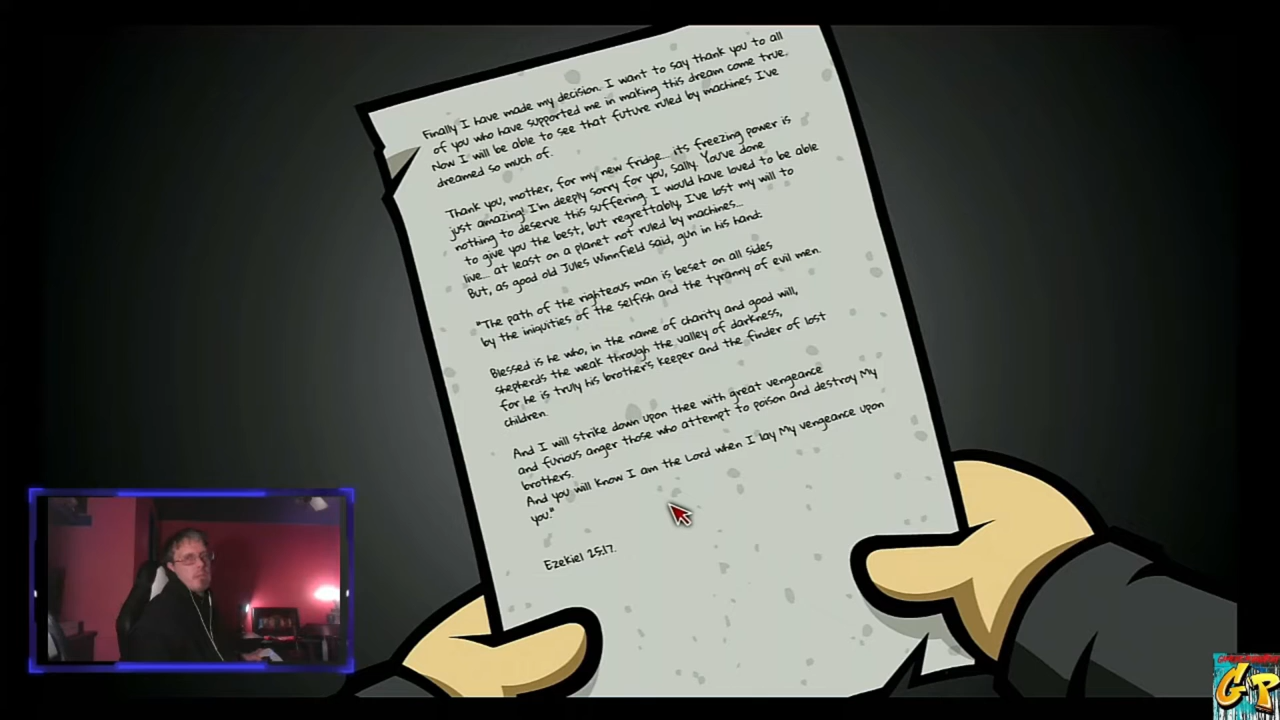 Finally I have made my decision. I want to say thank you to all
of you who have supported me in making this dream come true.
Now I will be able to see that future ruled by machines I've
dreamed so much of.
Thank you, mother, for my new fridge... its freezing power is
just amazing! I'm deeply sorry for you, Sally. You've done
nothing to deserve this suffering. I would have loved to be able
to give you the best, but regrettably, I've lost my will to
live... at least on a planet not ruled by machines...
But, as good old Jules Winnfield said, gun in his hand:
"The path of the righteous man is beset on all sides
by the iniquities of the selfish and the tyranny of evil men.
Blessed is he who, in the name of charity and good will,
shepherds the weak through the valley of darkness,
for he is truly his brother's keeper and the finder of lost
children.
And I will strike down upon thee with great vengeance
and furious anger those who attempt to poison and destroy My
brothers.
And you will know I am the Lord when I lay My vengeance upon
you."
Ezekiel 25:17.
GP